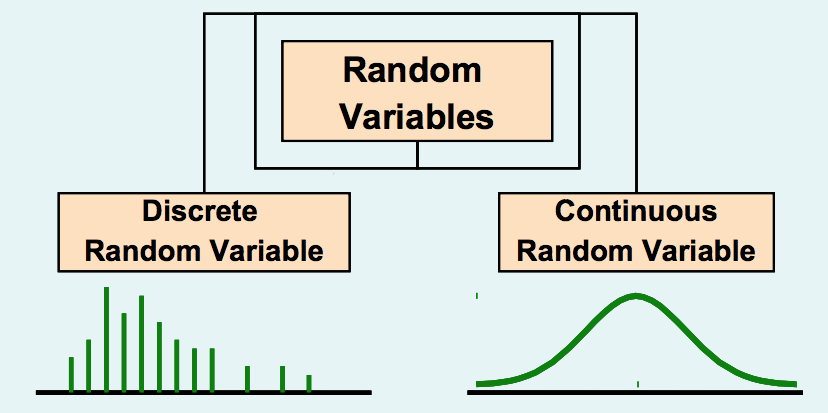 Random
Variables
Discrete
Random Variable
Continuous
Random Variable